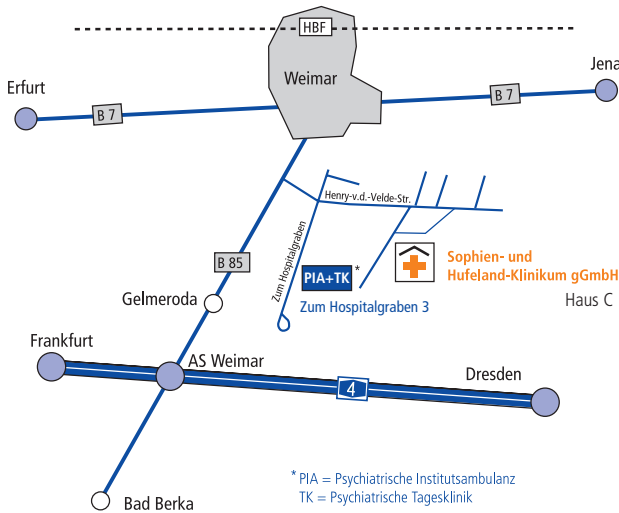 HBF
Weimar
Jena
Erfurt
B 7
B 7
Henry-v.d.-Velde-Str.
Zum Hospitalgraben
B 85
PIA+TK *
Sophien- und
Hufeland-Klinikum gGmbH
Haus C
Zum Hospitalgraben 3
Gelmeroda
Frankfurt
AS Weimar
Dresden
4
* PIA = Psychiatrische Institutsambulanz
TK = Psychiatrische Tagesklinik
Bad Berka